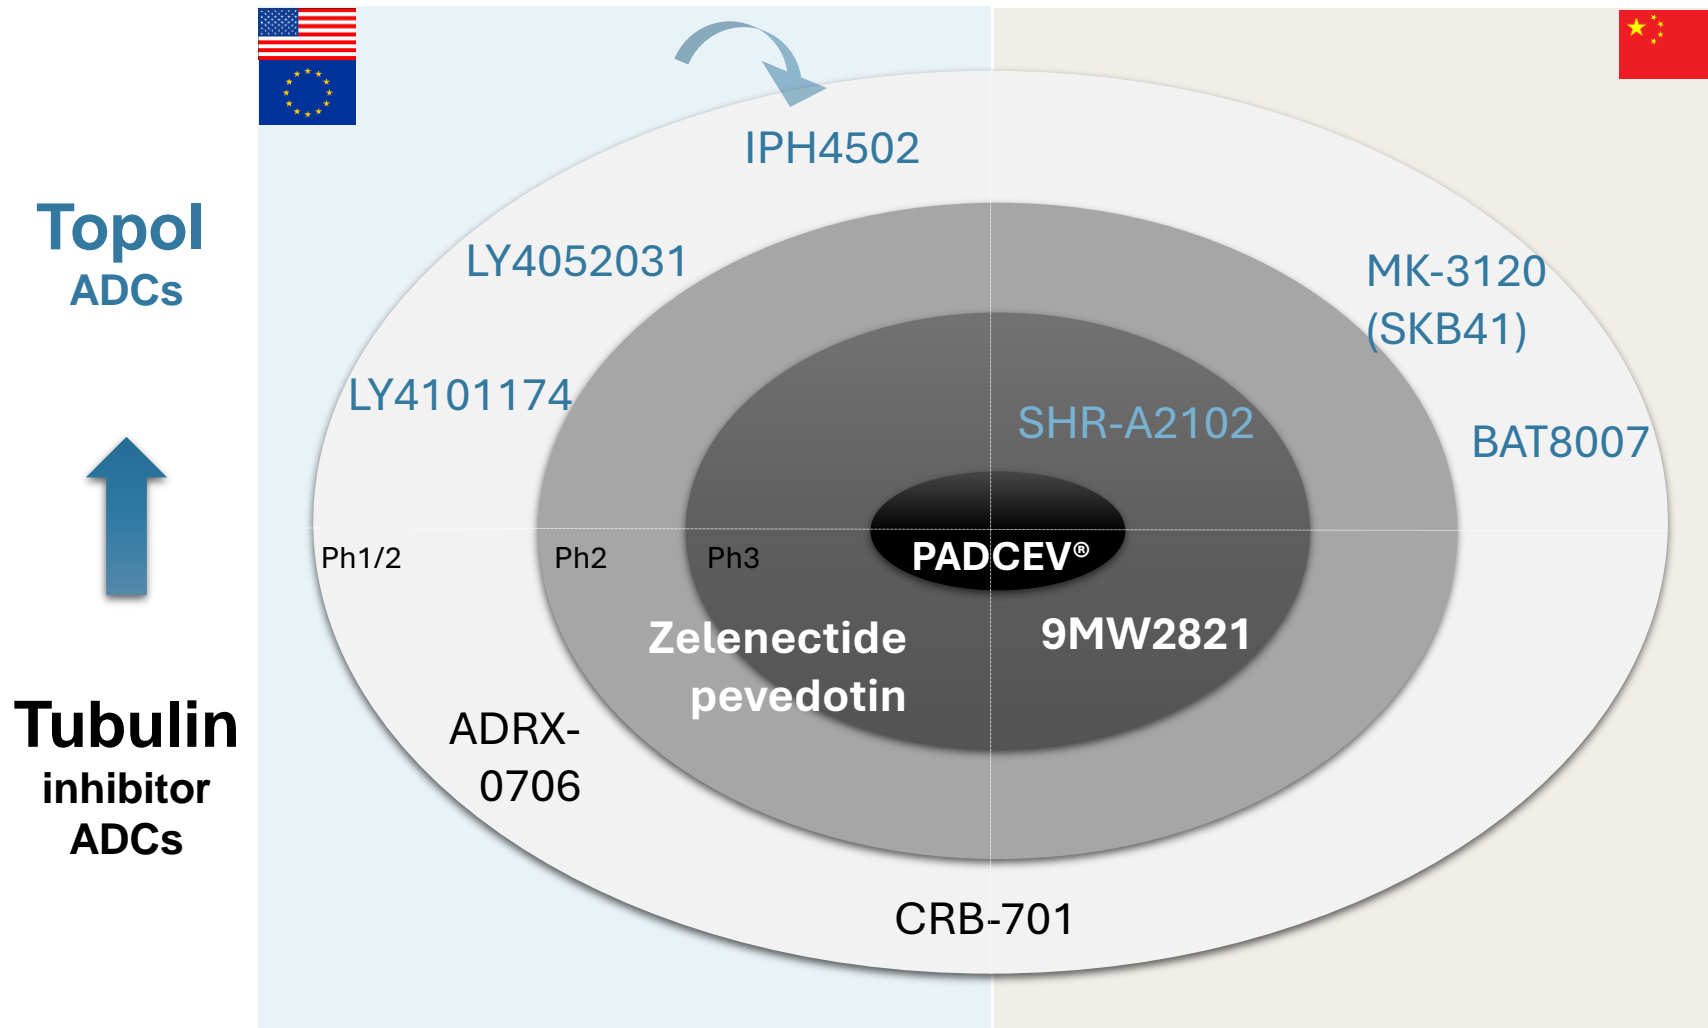 IPH4502
TopoI
ADCs
LY4052031
MK-3120
(SKB41)
LY4101174
SHR-A2102
BAT8007
Ph1/2
Ph2
Ph3
PADCEV®
Zelenectide
pevedotin
9MW2821
Tubulin
inhibitor
ADCs
ADRX-
0706
CRB-701